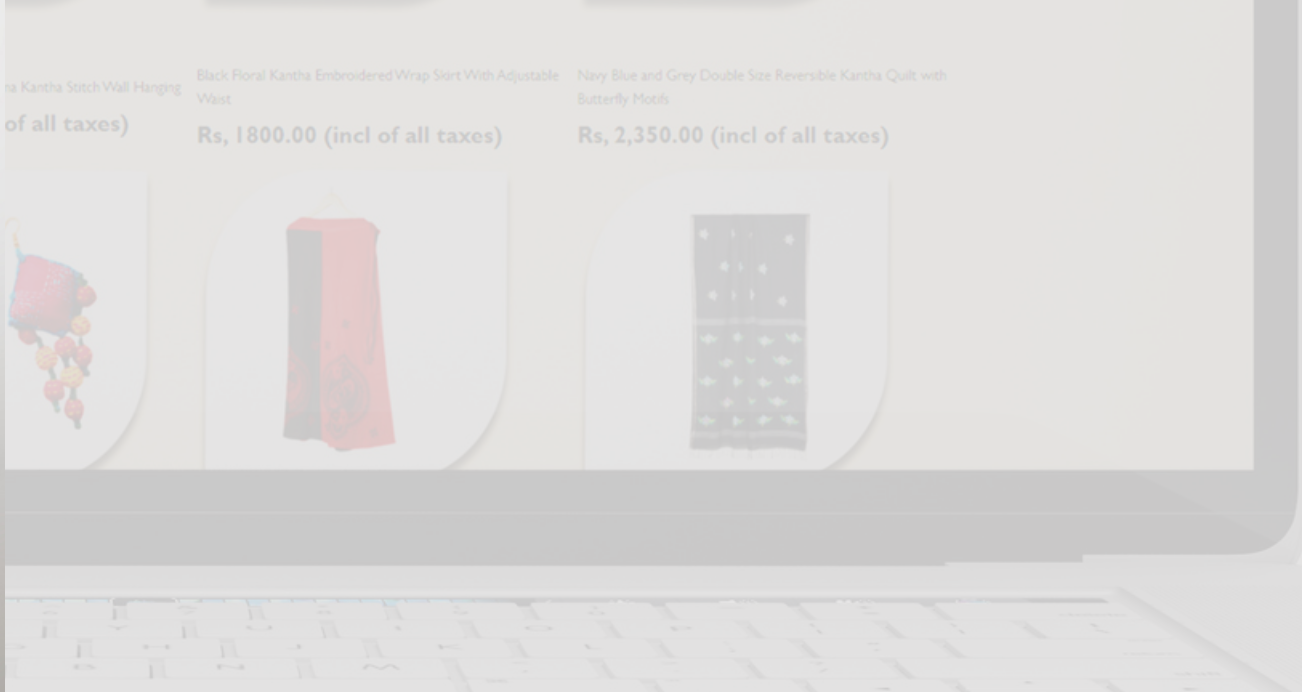 na Kantha Stitch Wall Hanging
of all taxes)
Black Floral Kantha Embroidered Wrap Skirt With Adjustable
Waist
Rs, 1800.00 (incl of all taxes)
Navy Blue and Grey Double Size Reversible Kantha Quilt with
Butterfly Motifs
Rs, 2,350.00 (incl of all taxes)